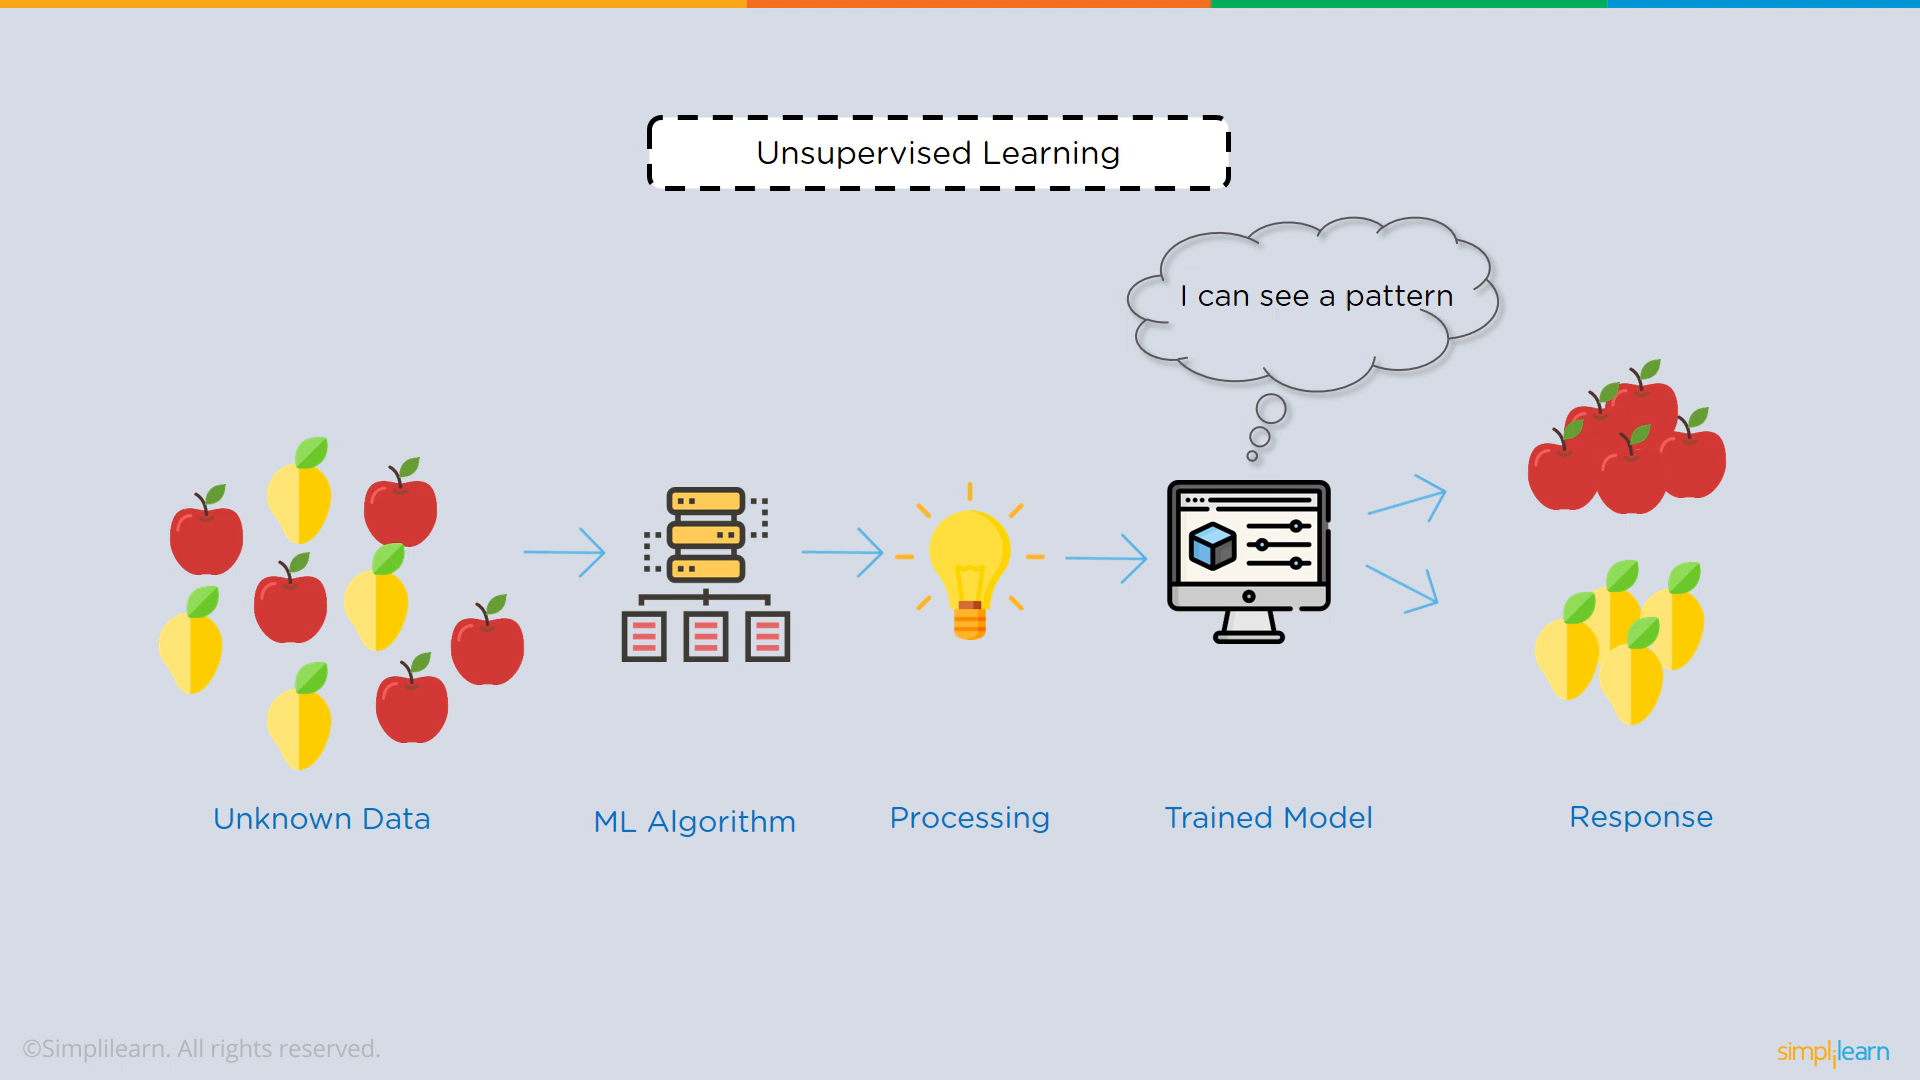 Unsupervised Learning
I can see a pattern
Unknown Data
ML Algorithm
Processing
Trained Model
Response
©Simplilearn. All rights reserved.
simplilearn